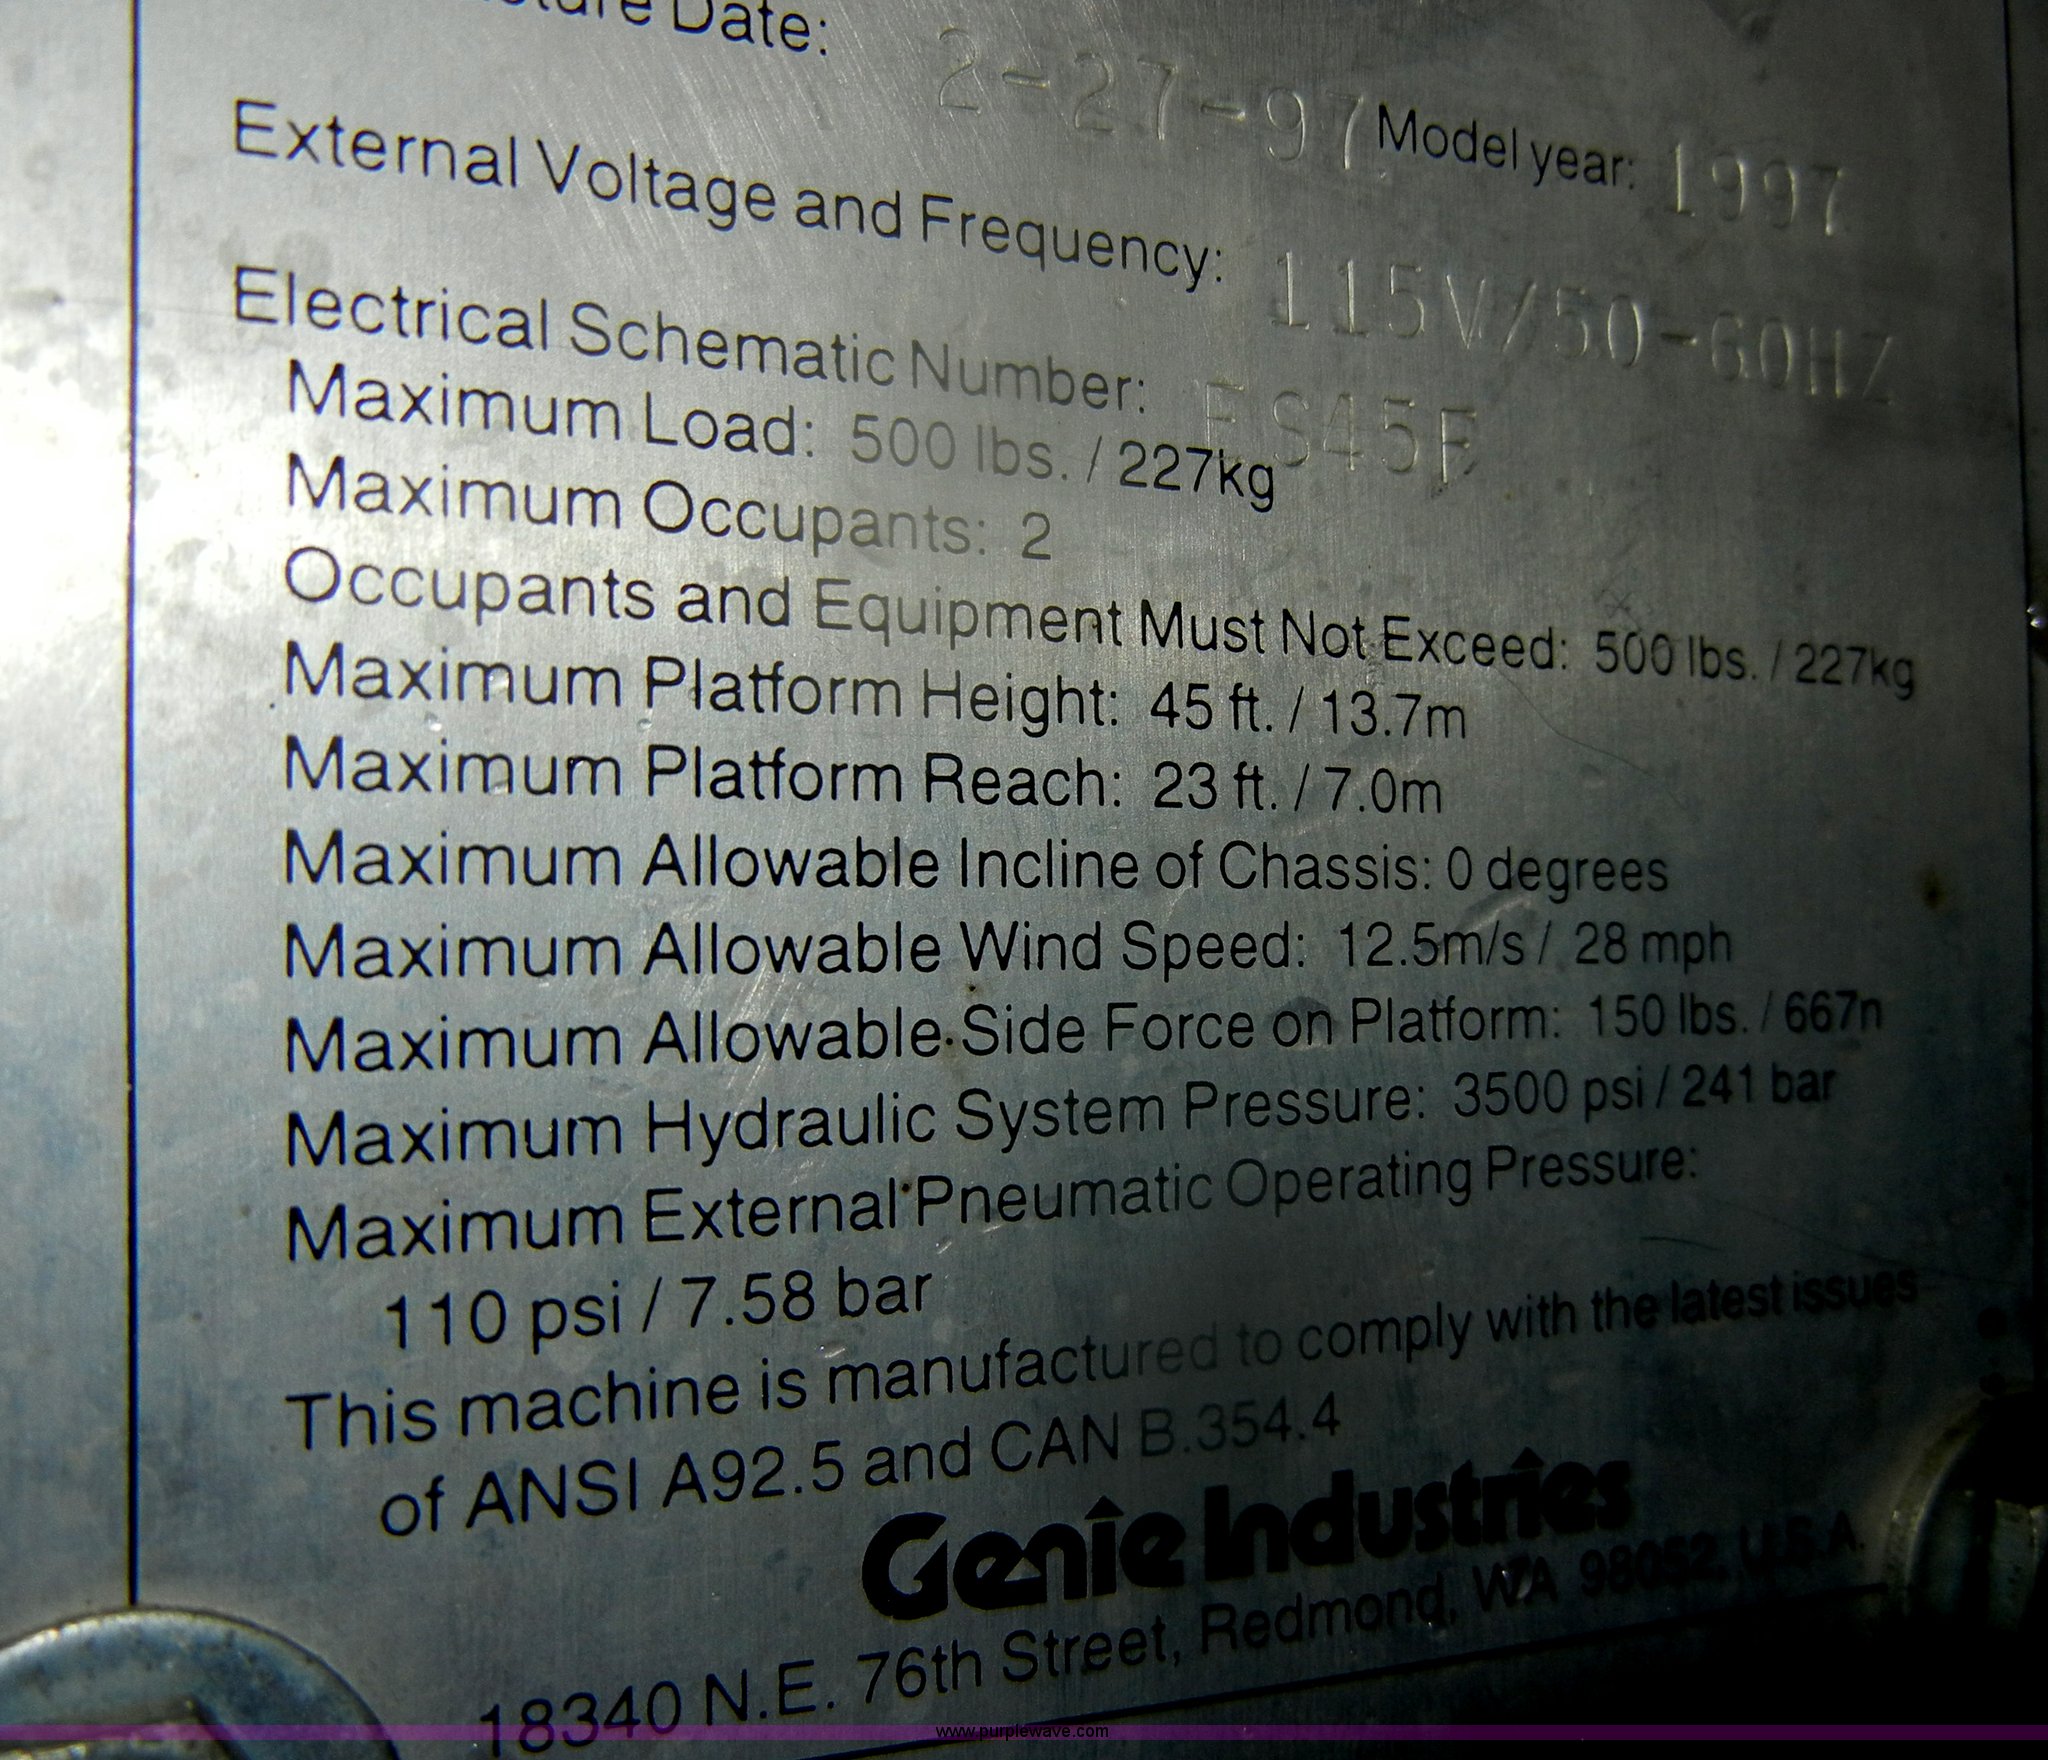 Date: 2-27-97 Model year: 1997
External Voltage and Frequency: 115V/50-60HZ
Electrical Schematic Number: ES45E
Maximum Load: 500 lbs. / 227kg
Maximum Occupants: 2
Occupants and Equipment Must Not Exceed: 500 lbs. / 227kg
Maximum Platform Height: 45 ft. / 13.7m
Maximum Platform Reach: 23 ft. / 7.0m
Maximum Allowable Incline of Chassis: 0 degrees
Maximum Allowable Wind Speed: 12.5m/s / 28 mph
Maximum Allowable Side Force on Platform: 150 lbs. / 667n
Maximum Hydraulic System Pressure: 3500 psi / 241 bar
Maximum External Pneumatic Operating Pressure:
110 psi / 7.58 bar
This machine is manufactured to comply with the latest issues
of ANSI A92.5 and CAN B.354.4
Genie Industries
18340 N.E. 76th Street, Redmond, WA 98052, U.S.A.
www.purplewave.com